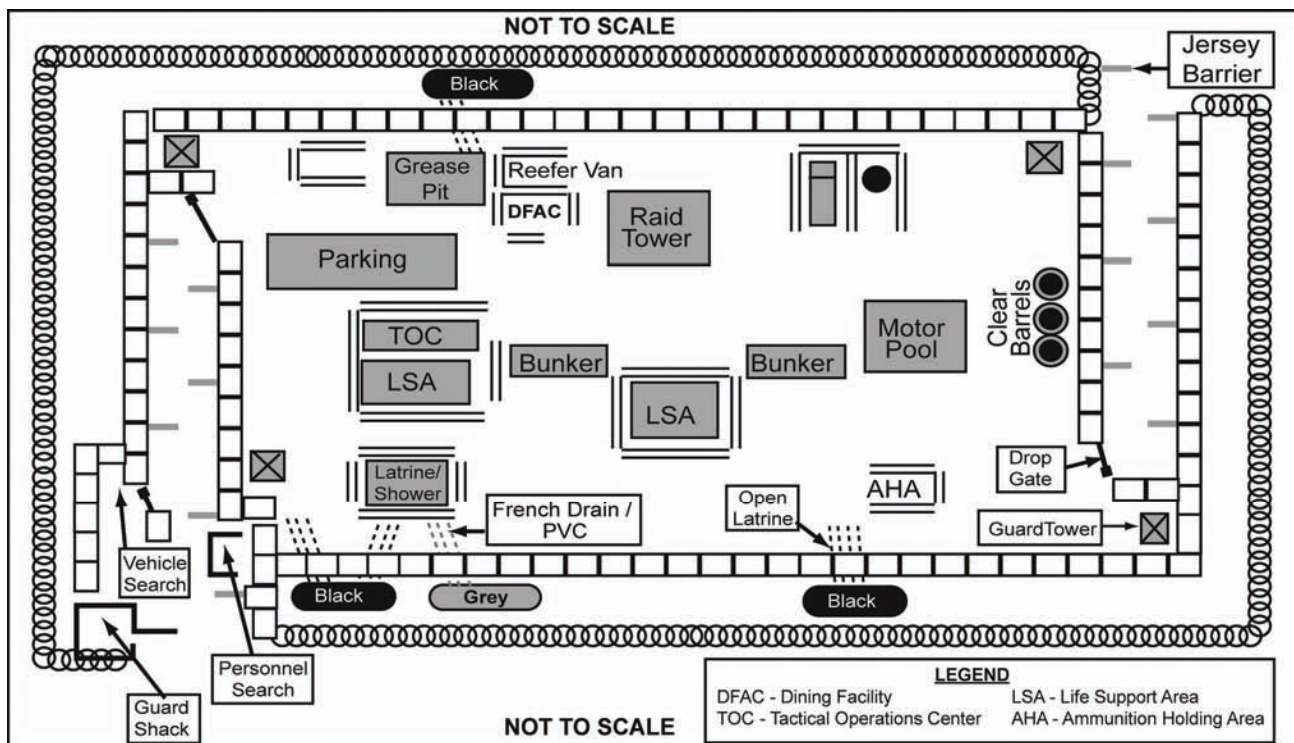 NOT TO SCALE
Jersey
Barrier
Black
Grease
Pit
Reefer Van
DFAC
Raid
Tower
Parking
TOC
LSA
Bunker
LSA
Bunker
Motor
Pool
Clear
Barrels
Latrine/
Shower
French Drain /
PVC
Open
Latrine
AHA
Drop
Gate
GuardTower
Vehicle
Search
Black
Grey
Black
Personnel
Search
Guard
Shack
NOT TO SCALE
LEGEND
DFAC - Dining Facility
TOC - Tactical Operations Center
LSA - Life Support Area
AHA - Ammunition Holding Area